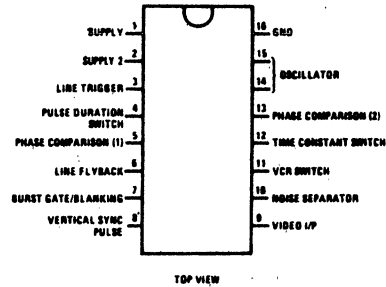 SUPPLY 1
16 GND
SUPPLY 2 2
15
OSCILLATOR
LINE TRIGGER 3
14
PULSE DURATION
SWITCH 4
13 PHASE COMPARISON (2)
PHASE COMPARISON (1) 5
12 TIME CONSTANT SWITCH
LINE FLYBACK 6
11 VCR SWITCH
BURST GATE/BLANKING 7
10 NOISE SEPARATOR
VERTICAL SYNC
PULSE 8
9 VIDEO I/P
TOP VIEW